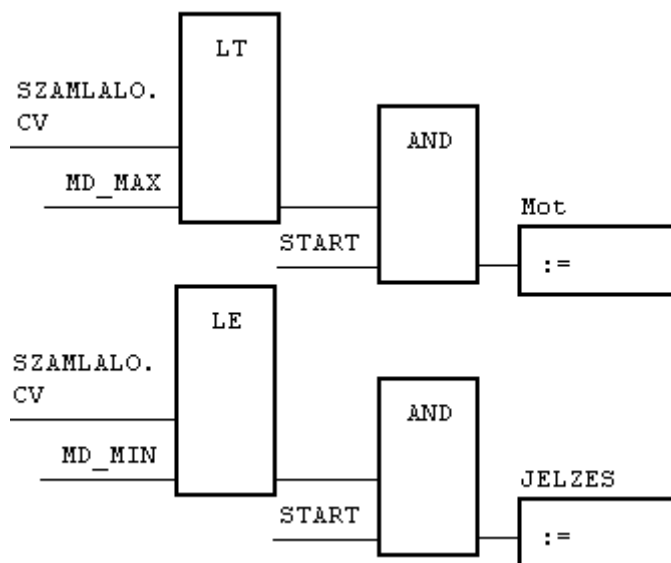 LT
SZAMLALO.
CV
MD_MAX
AND
START
Mot
:=
LE
SZAMLALO.
CV
MD_MIN
AND
START
JELZES
:=